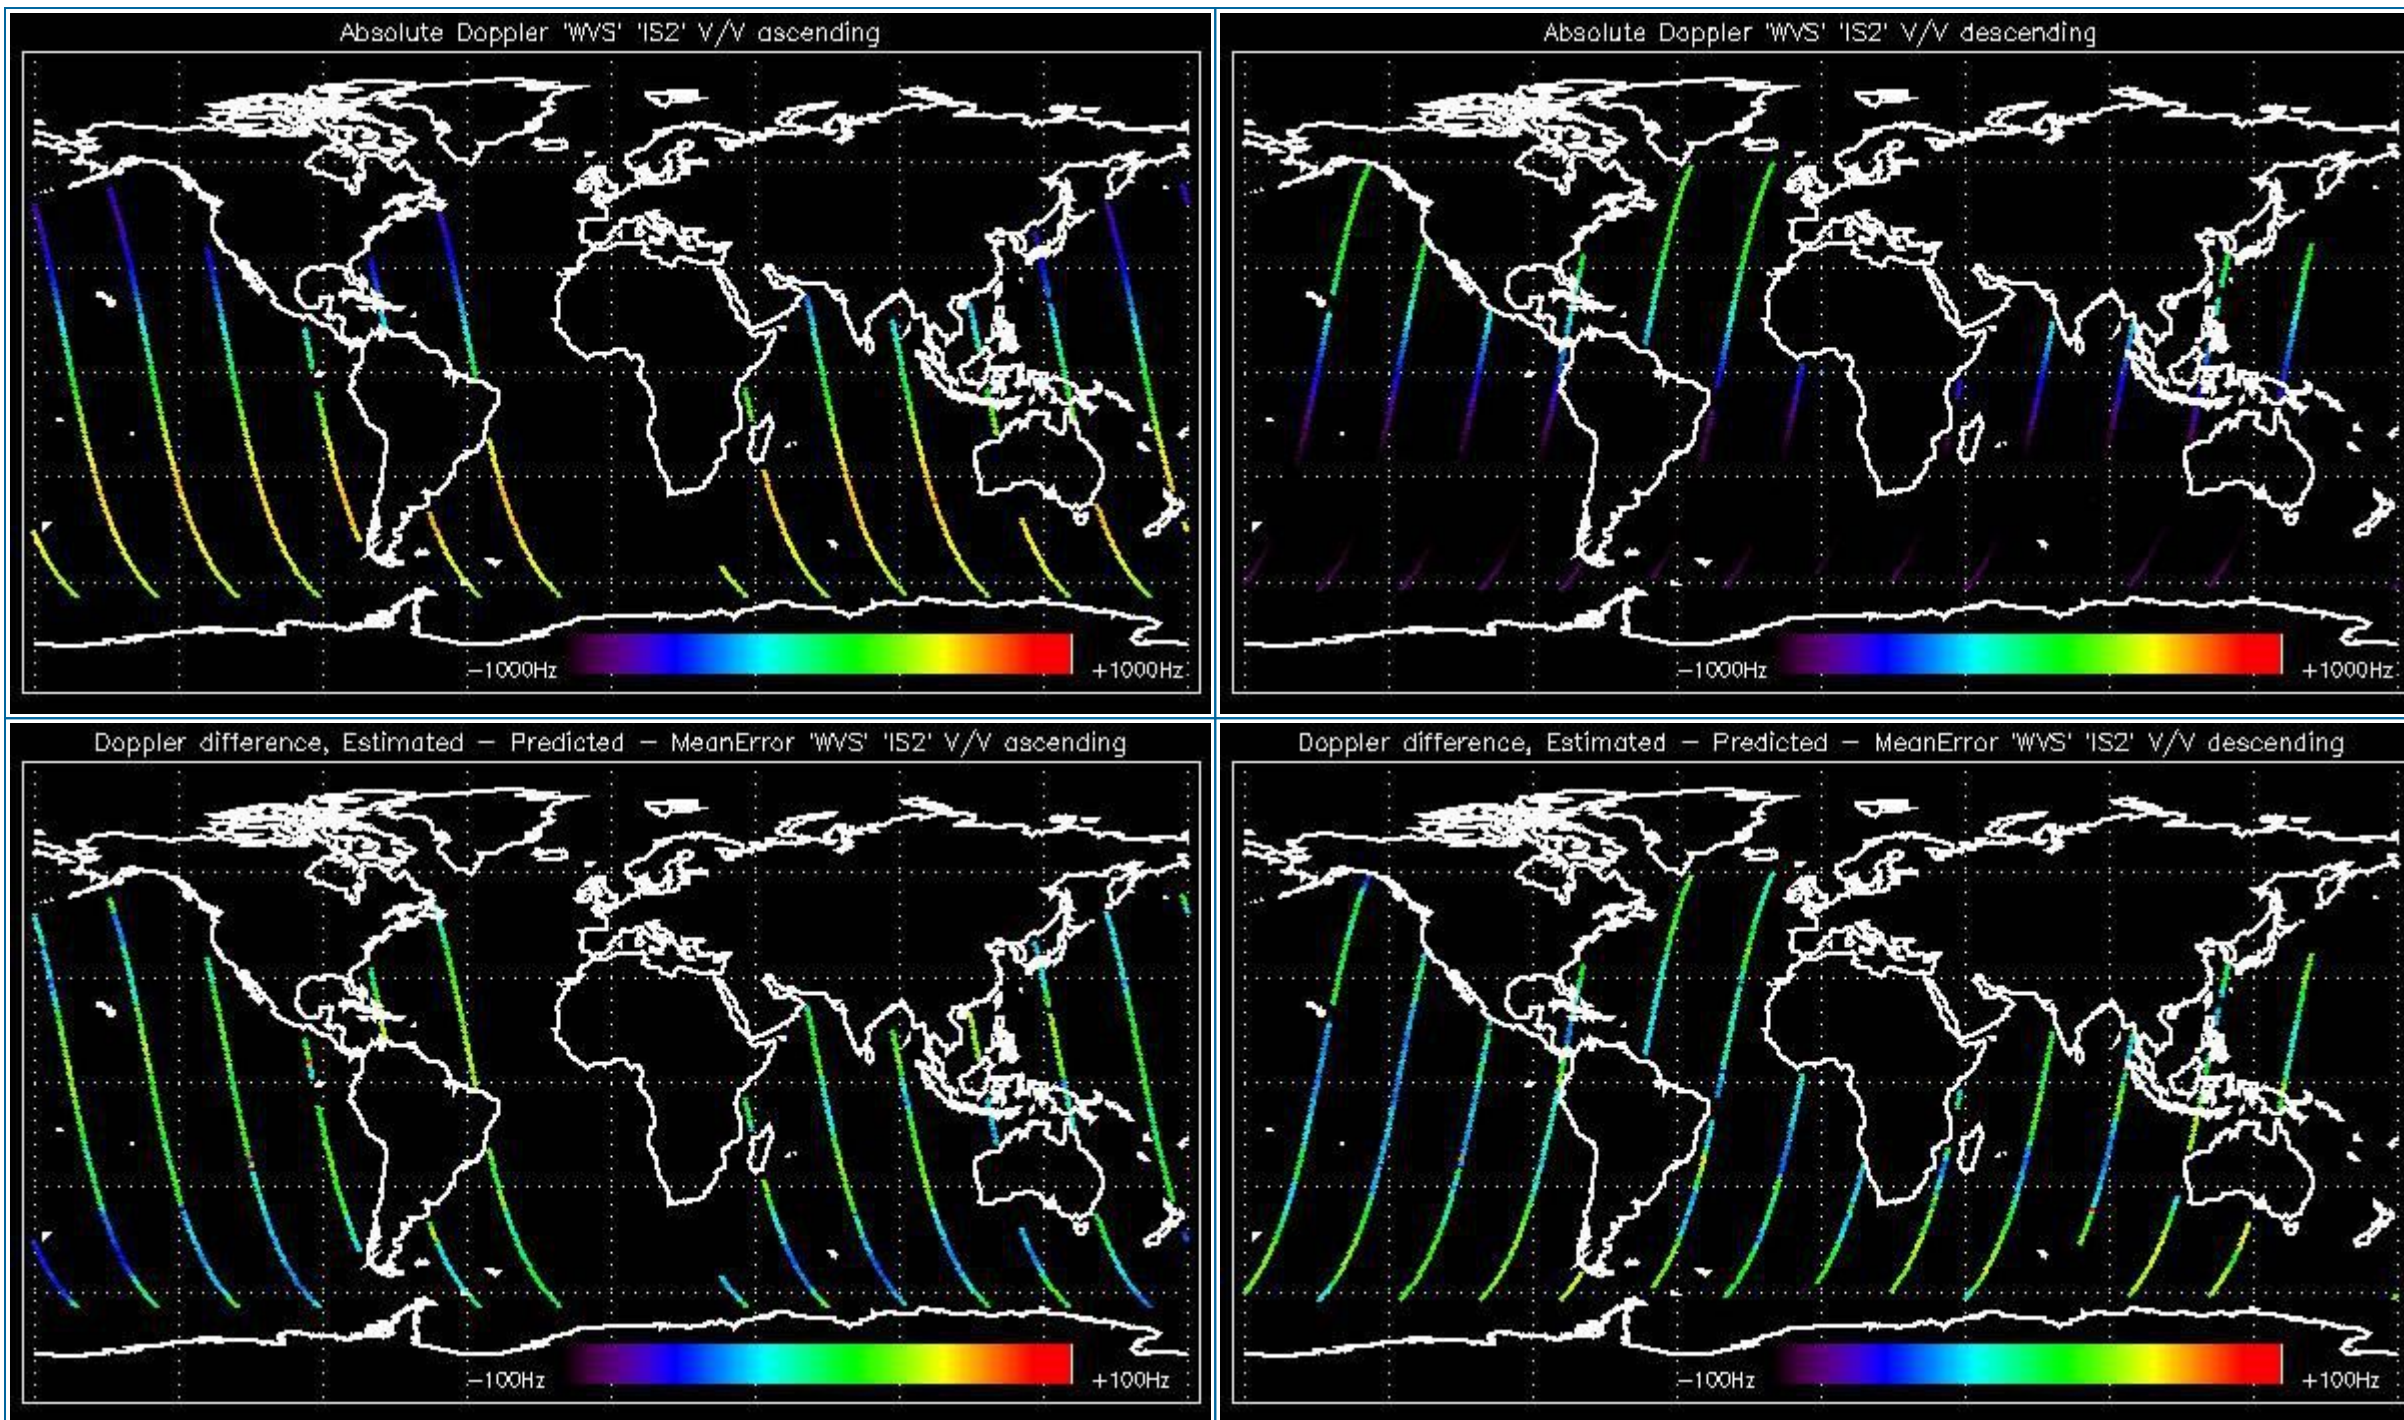 Absolute Doppler 'WVS' 'IS2' V/V ascending
-1000Hz
+1000Hz
Absolute Doppler 'WVS' 'IS2' V/V descending
-1000Hz
+1000Hz
Doppler difference, Estimated - Predicted - MeanError 'WVS' 'IS2' V/V ascending
-100Hz
+100Hz
Doppler difference, Estimated - Predicted - MeanError 'WVS' 'IS2' V/V descending
-100Hz
+100Hz